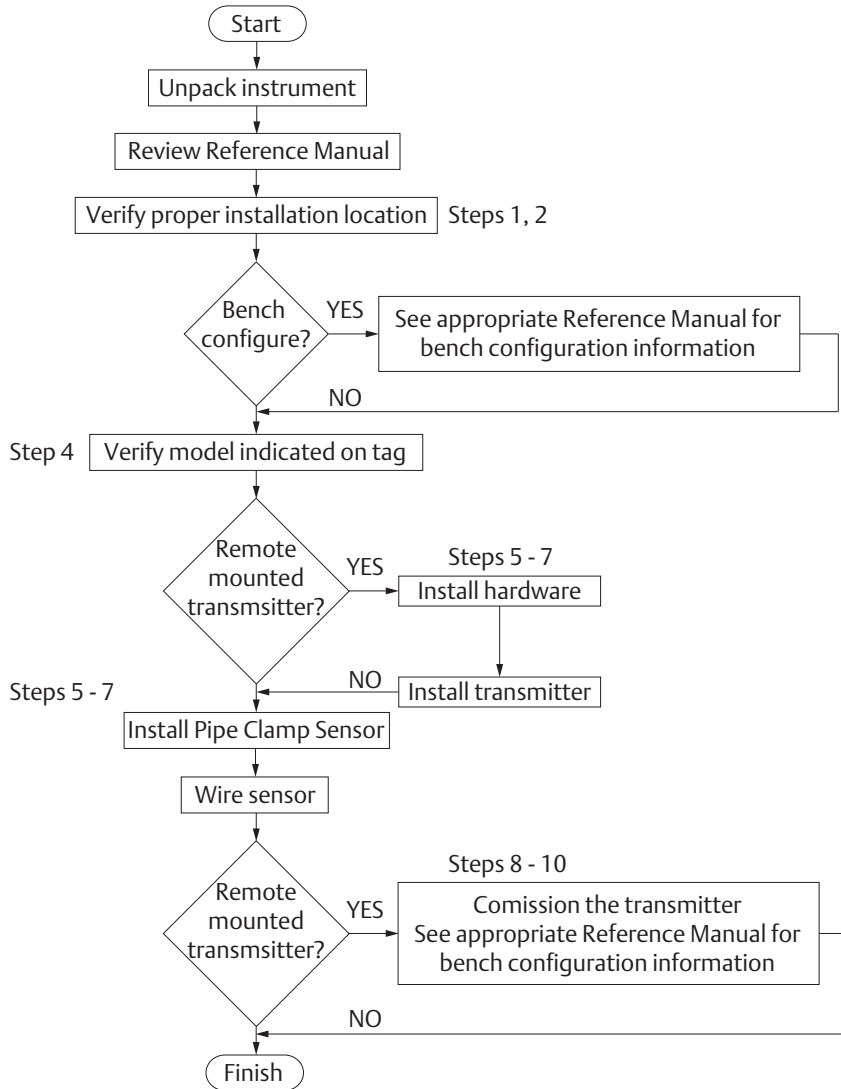 Start
Unpack instrument
Review Reference Manual
Verify proper installation location
Steps 1, 2
Bench
configure?
YES
See appropriate Reference Manual for
bench configuration information
NO
Step 4
Verify model indicated on tag
Remote
mounted
transmsitter?
YES
Steps 5 - 7
Install hardware
Install transmitter
NO
Steps 5 - 7
Install Pipe Clamp Sensor
Wire sensor
Remote
mounted
transmsitter?
YES
Steps 8 - 10
Comission the transmitter
See appropriate Reference Manual for
bench configuration information
NO
Finish